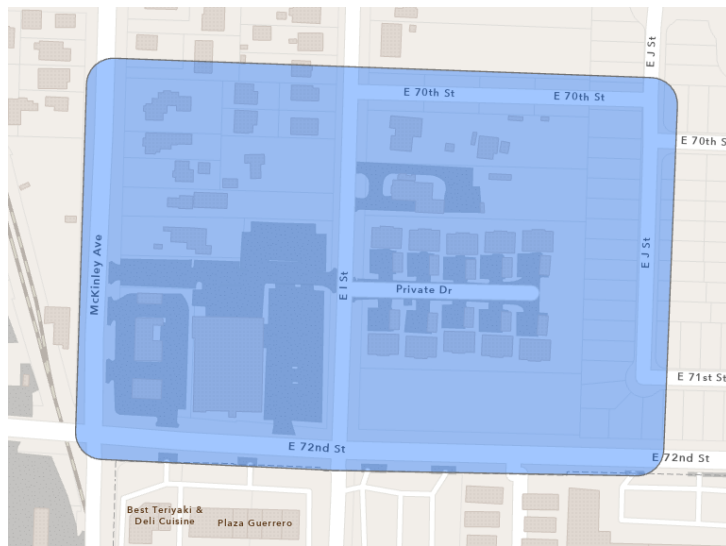 E J St
E 70th St
E 70th St
E 70th S
McKinley Ave
E I St
E J St
Private Dr
E 71st St
E 72nd St
E 72nd St
Best Teriyaki &
Deli Cuisine
Plaza Guerrero